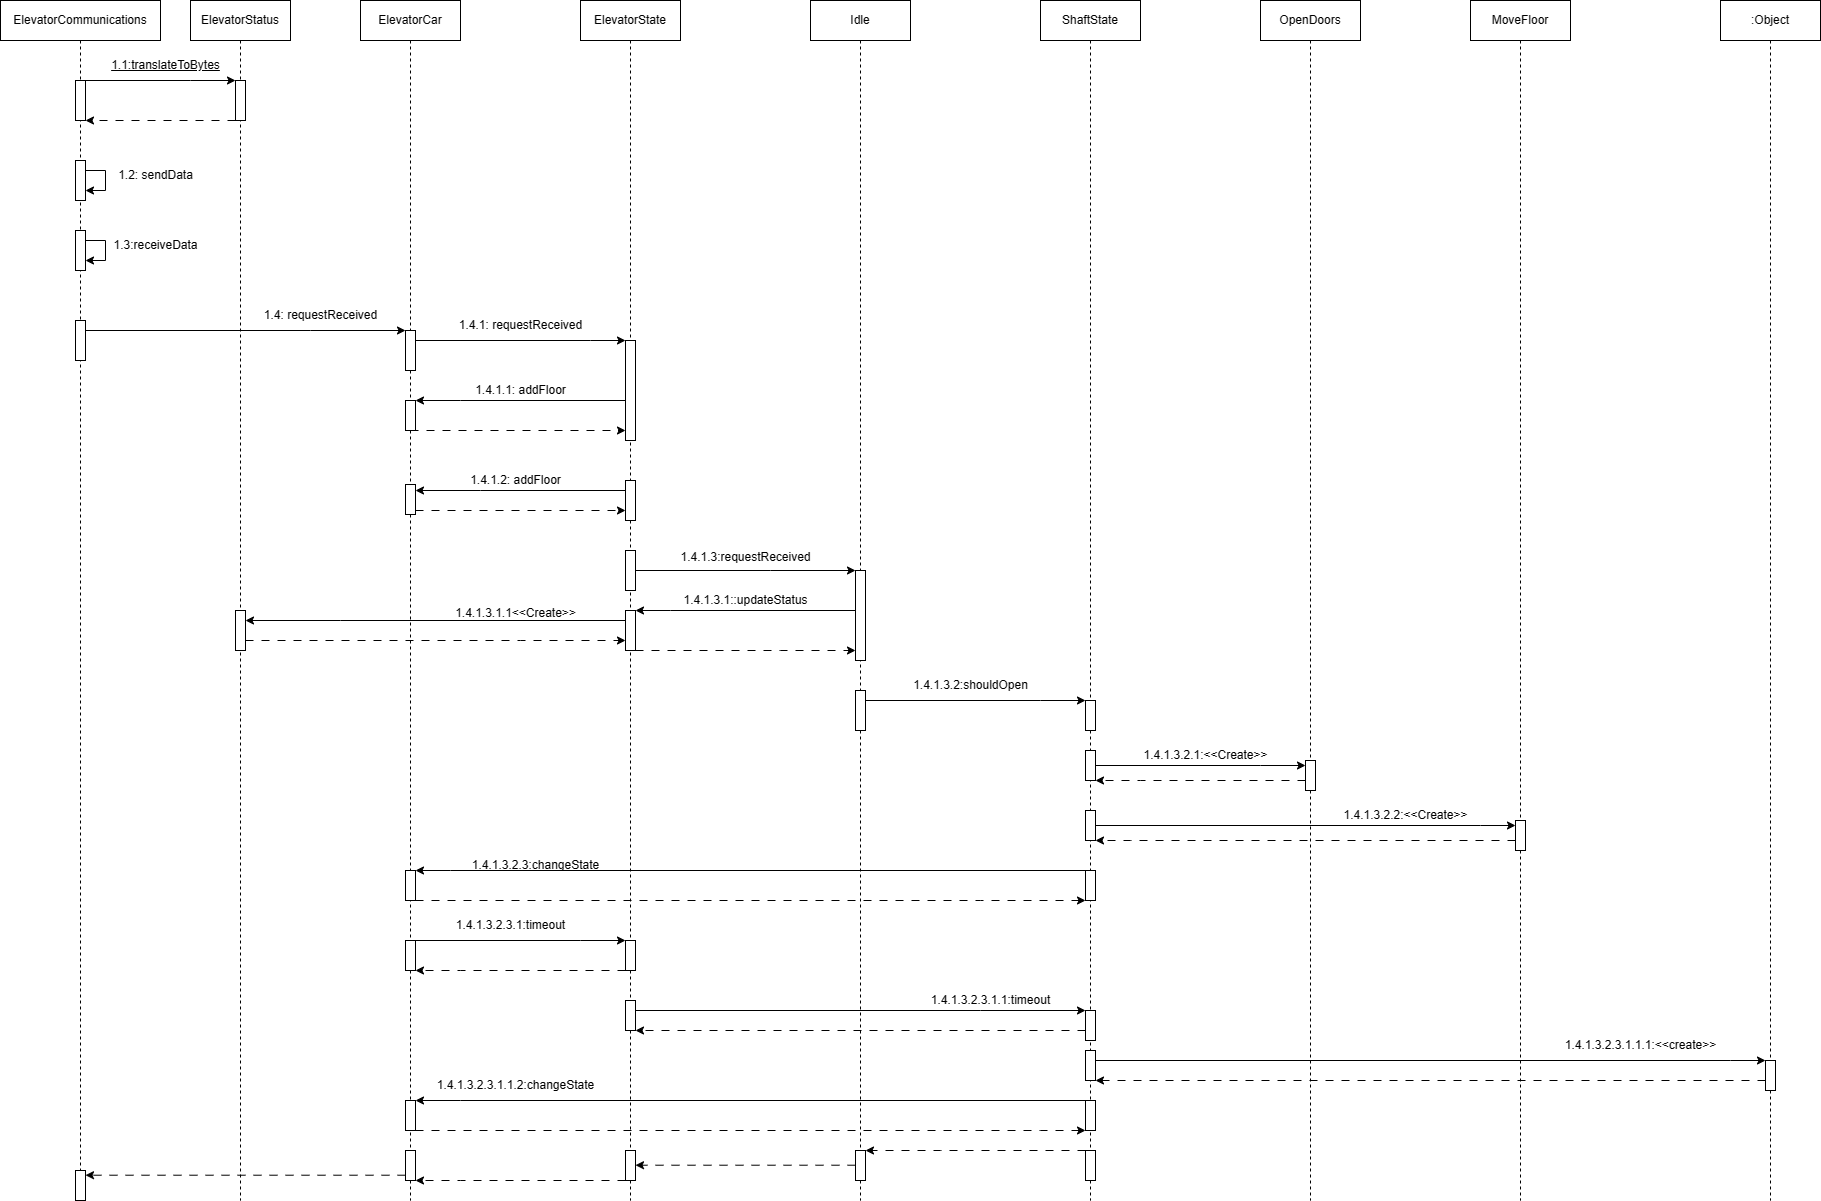 ElevatorCommunications
ElevatorStatus
ElevatorCar
ElevatorState
Idle
ShaftState
OpenDoors
MoveFloor
:Object
1.1:translateToBytes
1.2: sendData
1.3:receiveData
1.4: requestReceived
1.4.1: requestReceived
1.4.1.1: addFloor
1.4.1.2: addFloor
1.4.1.3:requestReceived
1.4.1.3.1::updateStatus
1.4.1.3.1.1<<Create>>
1.4.1.3.2:shouldOpen
1.4.1.3.2.1:<<Create>>
1.4.1.3.2.2:<<Create>>
1.4.1.3.2.3:changeState
1.4.1.3.2.3.1:timeout
1.4.1.3.2.3.1.1:timeout
1.4.1.3.2.3.1.1.1:<<create>>
1.4.1.3.2.3.1.1.2:changeState